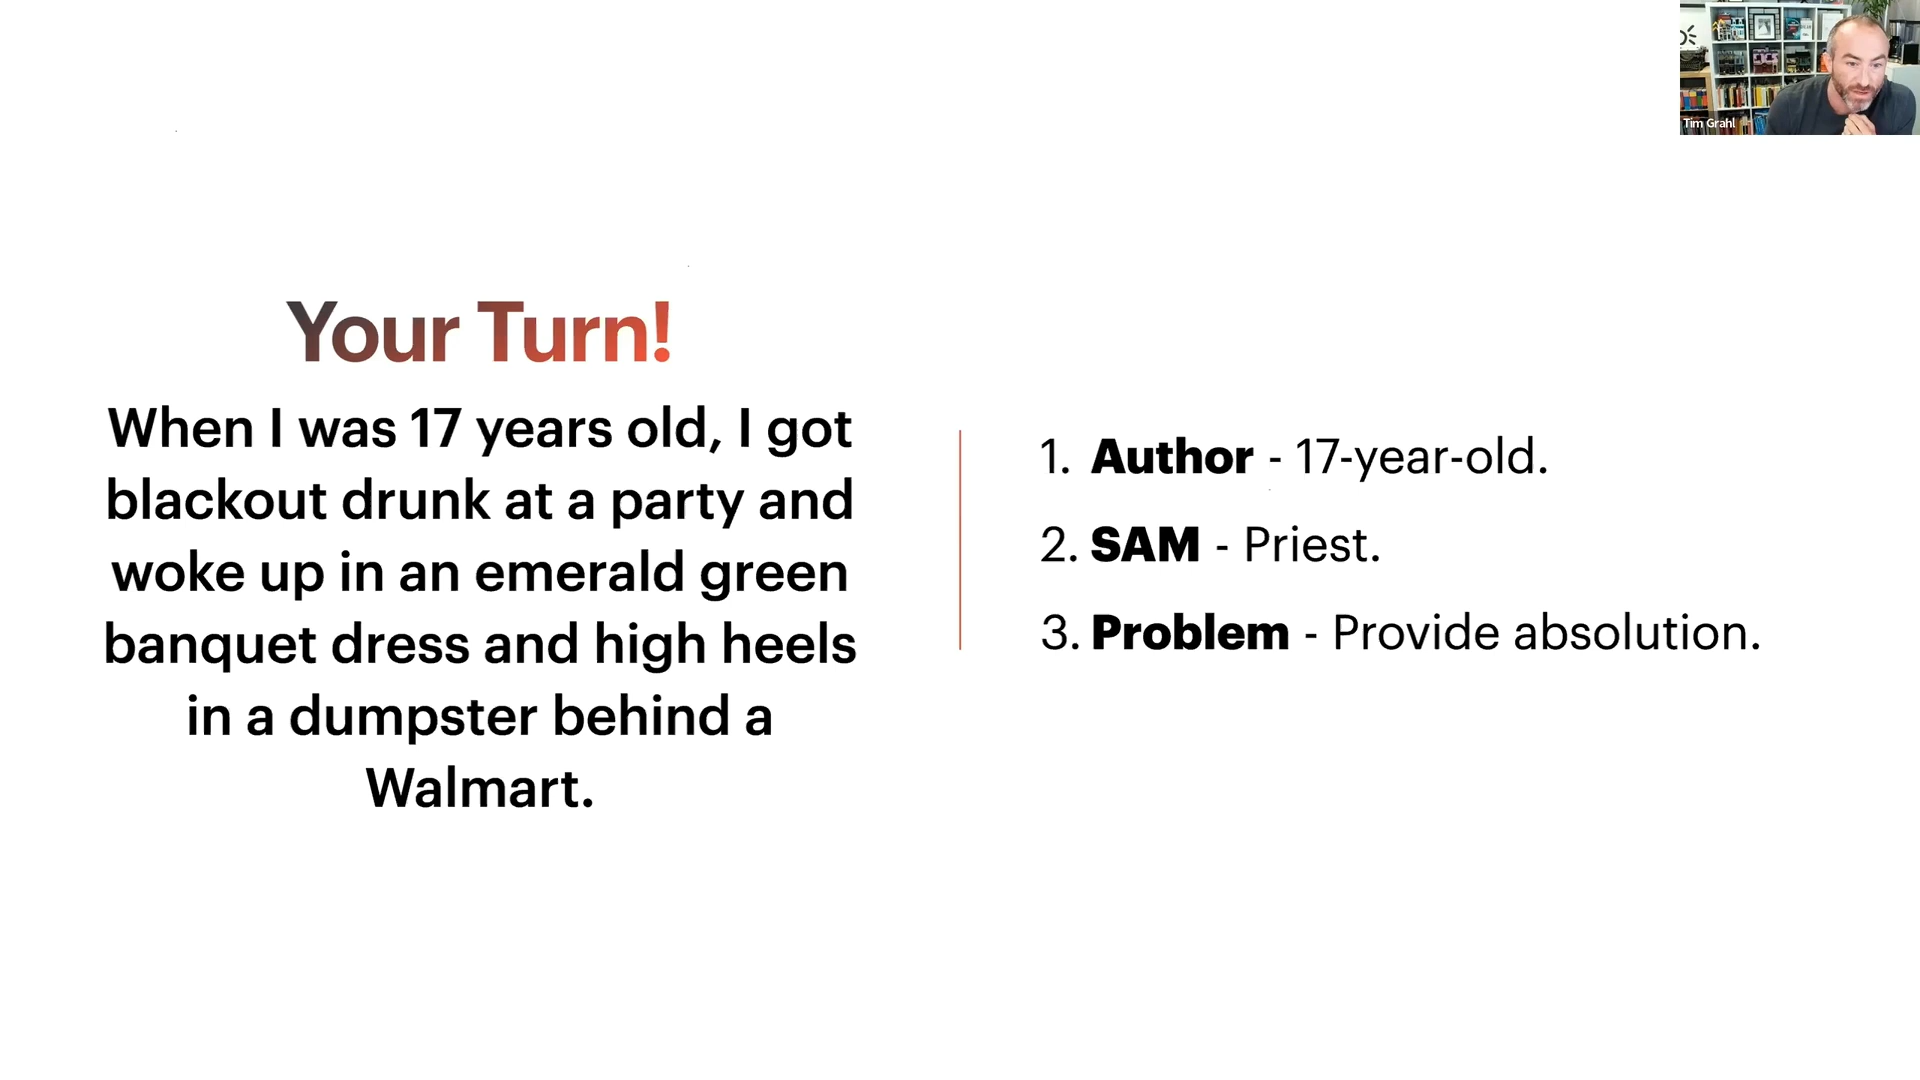 Tim Grahl
Your Turn!
When I was 17 years old, I got
blackout drunk at a party and
woke up in an emerald green
banquet dress and high heels
in a dumpster behind a
Walmart.
1. Author - 17-year-old.
2. SAM - Priest.
3. Problem - Provide absolution.